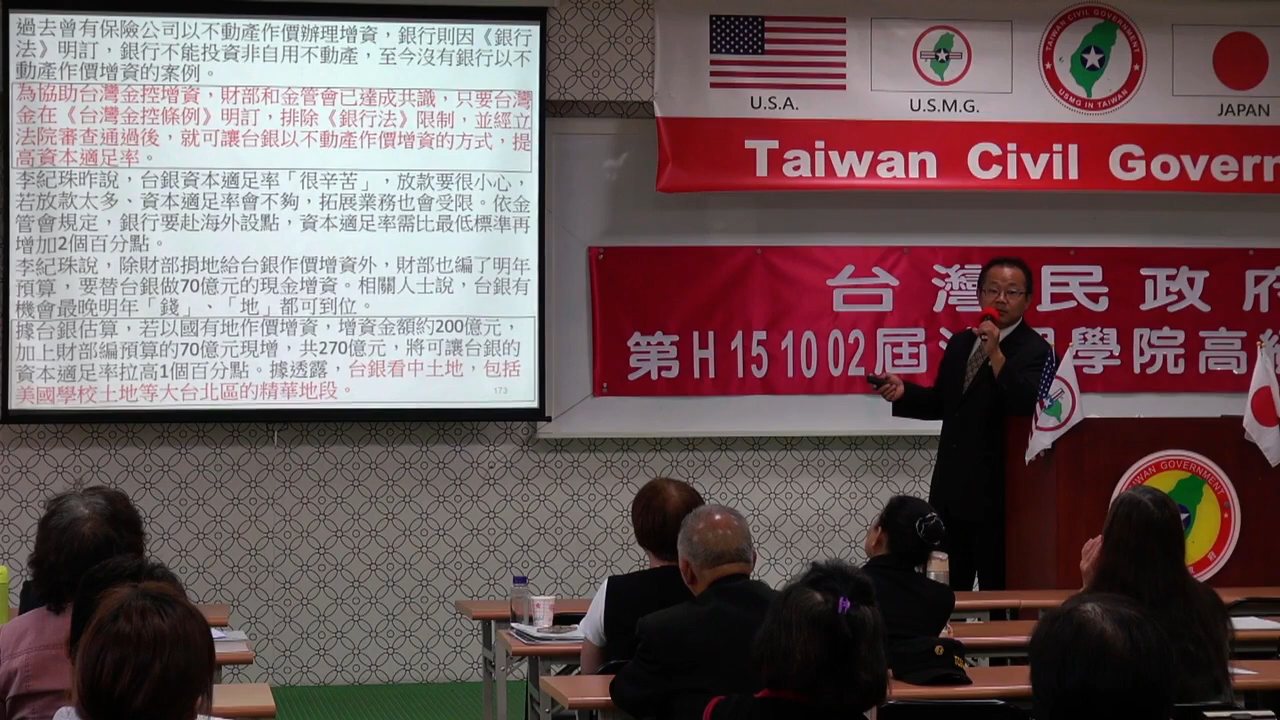 過去曾有保險公司以不動產作價辦理增資，銀行則因《銀行
法》明訂，銀行不能投資非自用不動產，至今沒有銀行以不
動產作價增資的案例。
為協助台灣金控增資，財部和金管會已達成共識，只要台灣
金在《台灣金控條例》明訂，排除《銀行法》限制，並經立
法院審查通過後，就可讓台銀以不動產作價增資的方式，提
高資本適足率。
李紀珠昨說，台銀資本適足率「很辛苦」，放款要很小心，
若放款太多、資本適足率會不夠，拓展業務也會受限。依金
管會規定，銀行要赴海外設點，資本適足率需比最低標準再
增加2個百分點。
李紀珠說，除財部捐地給台銀作價增資外，財部也編了明年
預算，要替台銀做70億元的現金增資。相關人士說，台銀有
機會最晚明年「錢」、「地」都可到位。
據台銀估算，若以國有地作價增資，增資金額約200億元，
加上財部編預算的70億元現增，共270億元，將可讓台銀的
資本適足率拉高1個百分點。據透露，台銀看中土地，包括
美國學校土地等大台北區的精華地段。
173
U.S.A.
U.S.M.G.
TAIWAN CIVIL GOVERNMENT
USMG IN TAIWAN
JAPAN
Taiwan Civil Govern
台灣民政府
第H 15 10 02屆 學院高
TAIWAN GOVERNMENT